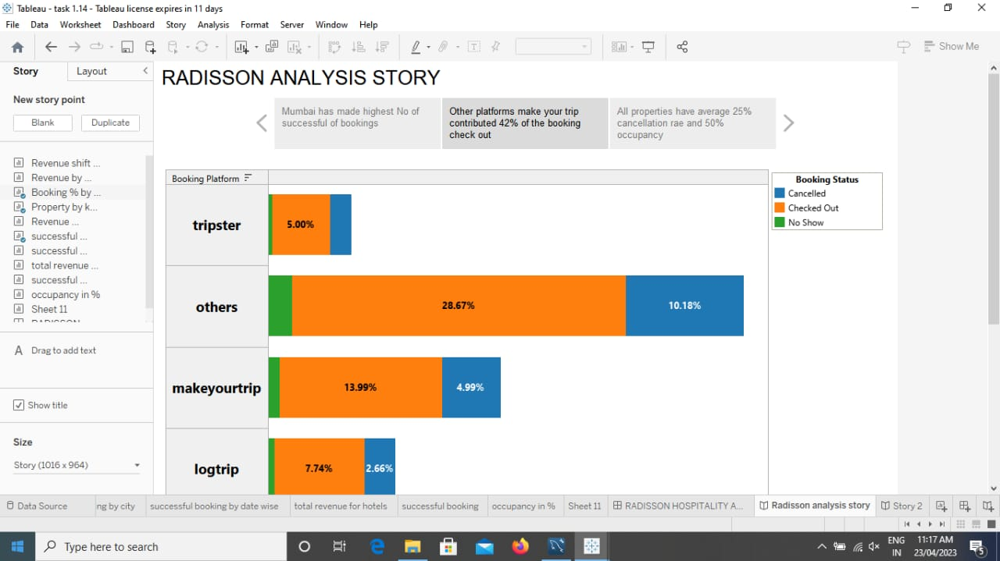 Tableau - task 1.14 - Tableau license expires in 11 days
File Data Worksheet Dashboard Story Analysis Format Server Window Help
Show Me
Story Layout
New story point
Blank Duplicate
Revenue shift ...
Revenue by ...
Booking % by ...
Property by k...
Revenue ...
successful ...
successful ...
total revenue ...
successful ...
occupancy in %
Sheet 11
A Drag to add text
Show title
Size
Story (1016 x 964)
RADISSON ANALYSIS STORY
Mumbai has made highest No of
successful of bookings
Other platforms make your trip
contributed 42% of the booking
check out
All properties have average 25%
cancellation rae and 50%
occupancy
Booking Platform
tripster
5.00%
others
28.67% 10.18%
makeyourtrip
13.99% 4.99%
logtrip
7.74% 2.66%
Booking Status
Cancelled
Checked Out
No Show
Data Source ng by city successful booking by date wise total revenue for hotels successful booking occupancy in % Sheet 11 RADISSON HOSPITALITY A... Radisson analysis story Story 2
Type here to search
ENG
IN
11:17 AM
23/04/2023
5